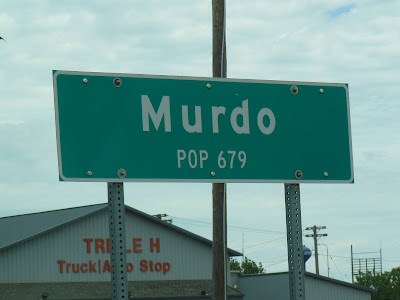 Murdo
POP 679
TRIPLE H
Truck|Auto Stop